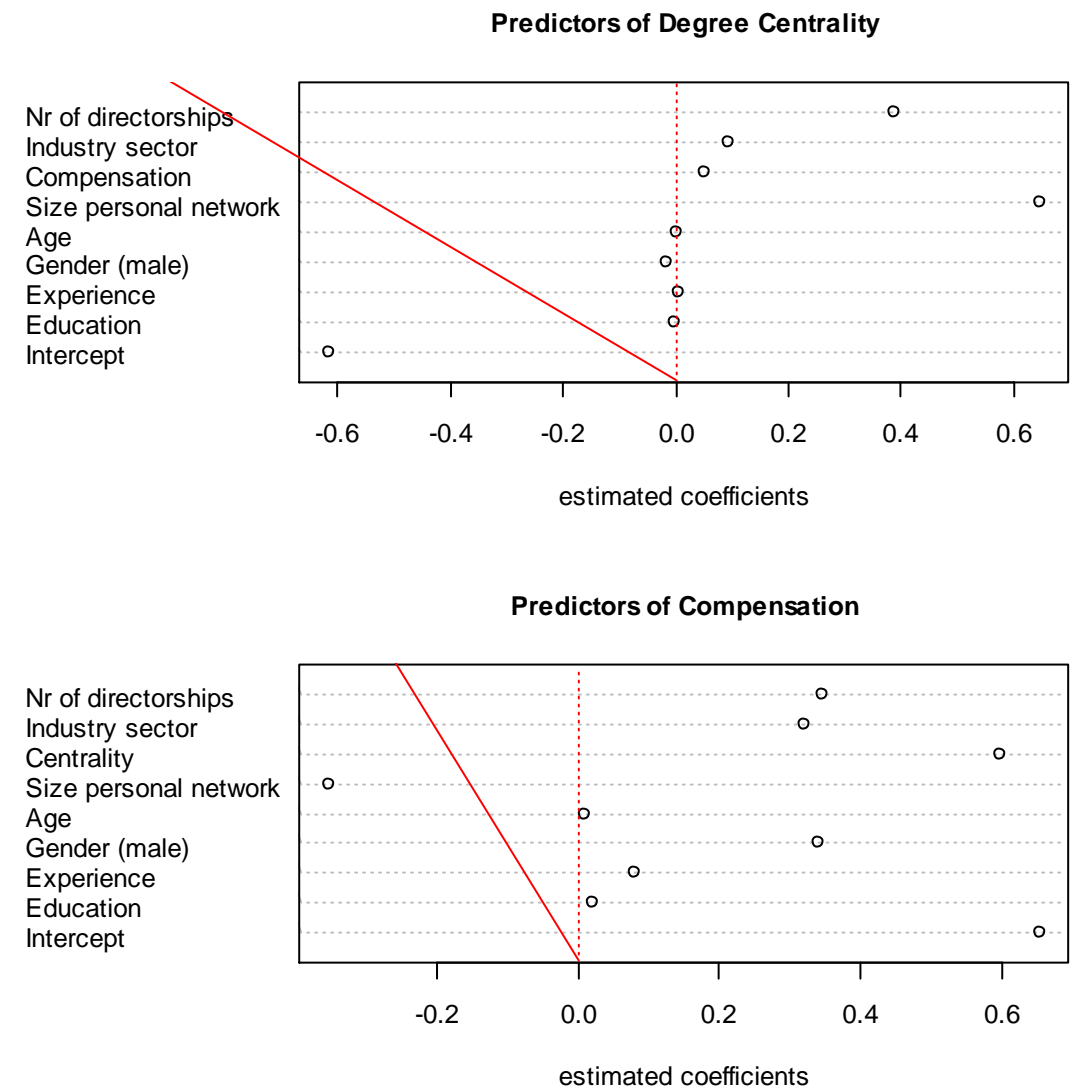 Predictors of Degree Centrality
Nr of directorships
Industry sector
Compensation
Size personal network
Age
Gender (male)
Experience
Education
Intercept
-0.6 -0.4 -0.2 0.0 0.2 0.4 0.6
estimated coefficients
Predictors of Compensation
Nr of directorships
Industry sector
Centrality
Size personal network
Age
Gender (male)
Experience
Education
Intercept
-0.2 0.0 0.2 0.4 0.6
estimated coefficients